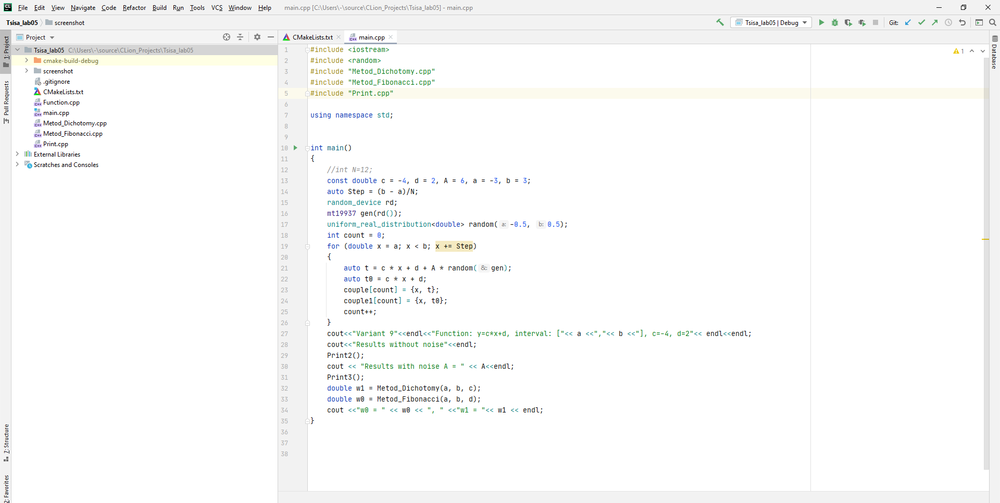 CL File Edit View Navigate Code Refactor Build Run Tools VCS Window Help main.cpp [C:\Users\-\source\CLion_Projects\Tsisa_lab05] - main.cpp
Tsisa_lab05 screenshot Tsisa_lab05 | Debug Git:
Project CMakeLists.txt main.cpp
1: Project
Pull Requests
7: Structure
2: Favorites
Tsisa_lab05 C:\Users\-\source\CLion_Projects\Tsisa_lab05
cmake-build-debug
screenshot
.gitignore
CMakeLists.txt
Function.cpp
main.cpp
Metod_Dichotomy.cpp
Metod_Fibonacci.cpp
Print.cpp
External Libraries
Scratches and Consoles
1 #include <iostream>
2 #include <random>
3 #include "Metod_Dichotomy.cpp"
4 #include "Metod_Fibonacci.cpp"
5 #include "Print.cpp"
6
7 using namespace std;
8
9
10 int main()
11 {
12 //int N=12;
13 const double c = -4, d = 2, A = 6, a = -3, b = 3;
14 auto Step = (b - a)/N;
15 random_device rd;
16 mt19937 gen(rd());
17 uniform_real_distribution<double> random( a: -0.5, b: 0.5);
18 int count = 0;
19 for (double x = a; x < b; x += Step)
20 {
21 auto t = c * x + d + A * random( &: gen);
22 auto t0 = c * x + d;
23 couple[count] = {x, t};
24 couple1[count] = {x, t0};
25 count++;
26 }
27 cout<<"Variant 9"<<endl<<"Function: y=c*x+d, interval: ["<< a <<","<< b <<"], c=-4, d=2"<< endl<<endl;
28 cout<<"Results without noise"<<endl;
29 Print2();
30 cout << "Results with noise A = " << A<<endl;
31 Print3();
32 double w1 = Metod_Dichotomy(a, b, c);
33 double w0 = Metod_Fibonacci(a, b, d);
34 cout <<"w0 = " << w0 << ", " <<"w1 = "<< w1 << endl;
35 }
36
37
38
1
Database